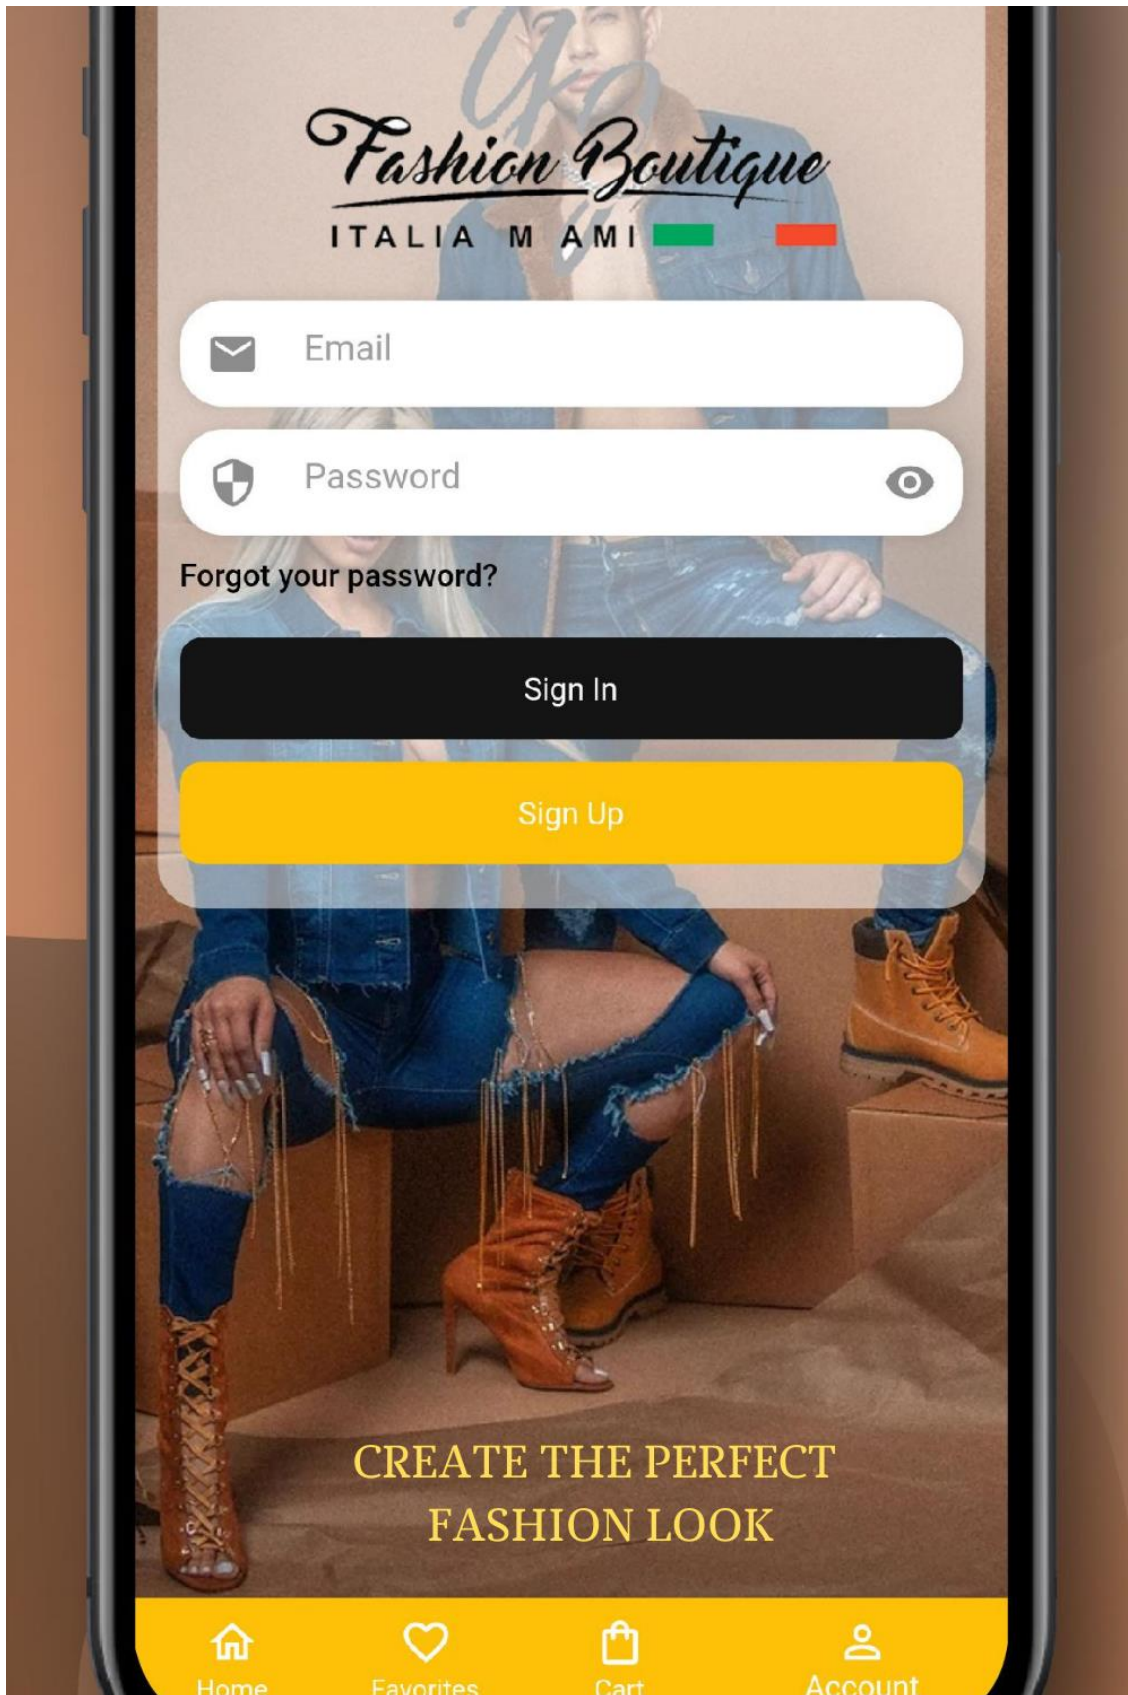 Fashion Boutique
ITALIA M AMI
Email
Password
Forgot your password?
Sign In
Sign Up
CREATE THE PERFECT
FASHION LOOK
Home
Favorites
Cart
Account